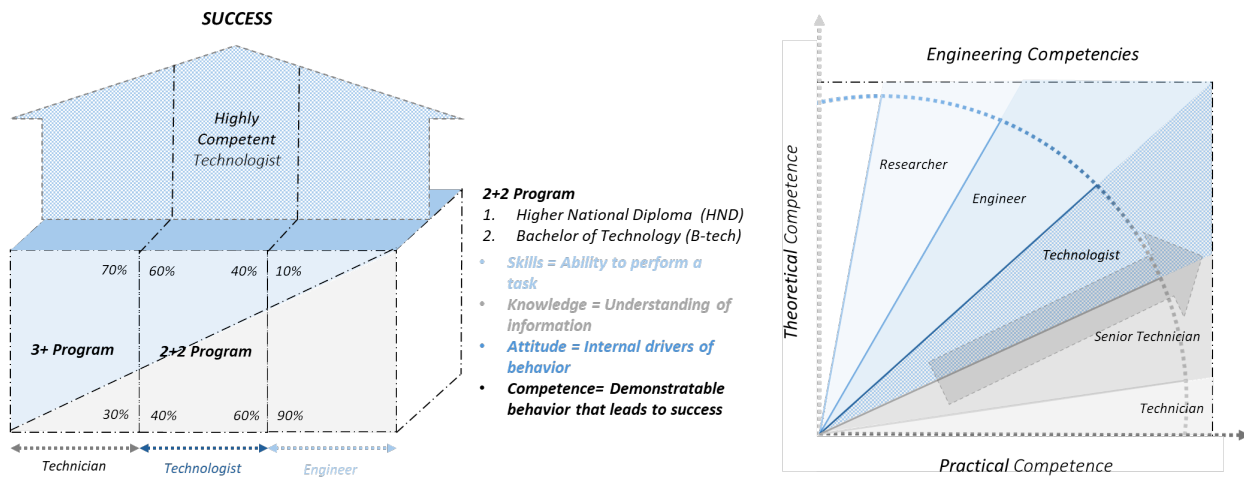 SUCCESS
Highly
Competent
Technologist
70%
60%
40%
10%
3+ Program
2+2 Program
30%
40%
60%
90%
Technician
Technologist
Engineer
2+2 Program
1. Higher National Diploma (HND)
2. Bachelor of Technology (B-tech)
• Skills = Ability to perform a
task
• Knowledge = Understanding of
information
• Attitude = Internal drivers of
behavior
• Competence= Demonstratable
behavior that leads to success
Engineering Competencies
Theoretical Competence
Researcher
Engineer
Technologist
Senior Technician
Technician
Practical Competence